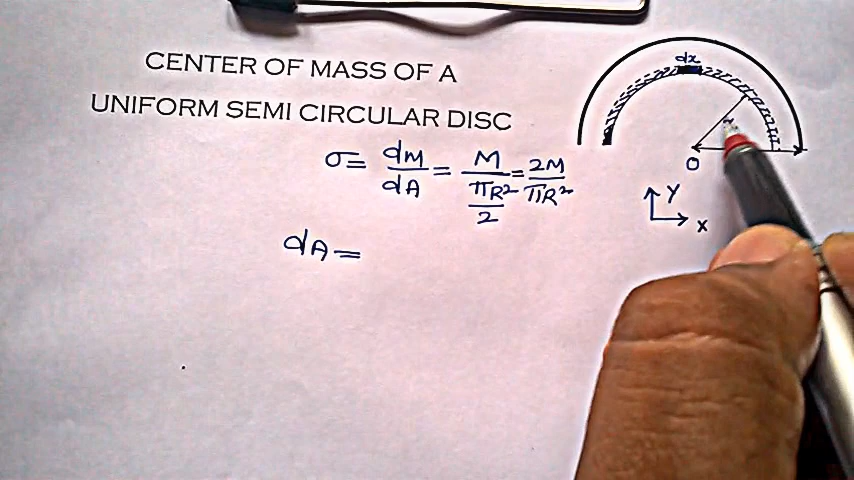 CENTER OF MASS OF A
UNIFORM SEMI CIRCULAR DISC
σ = dM/dA = M/(πR²/2) = 2M/πR²
dA =
dx
x
O
Y
X